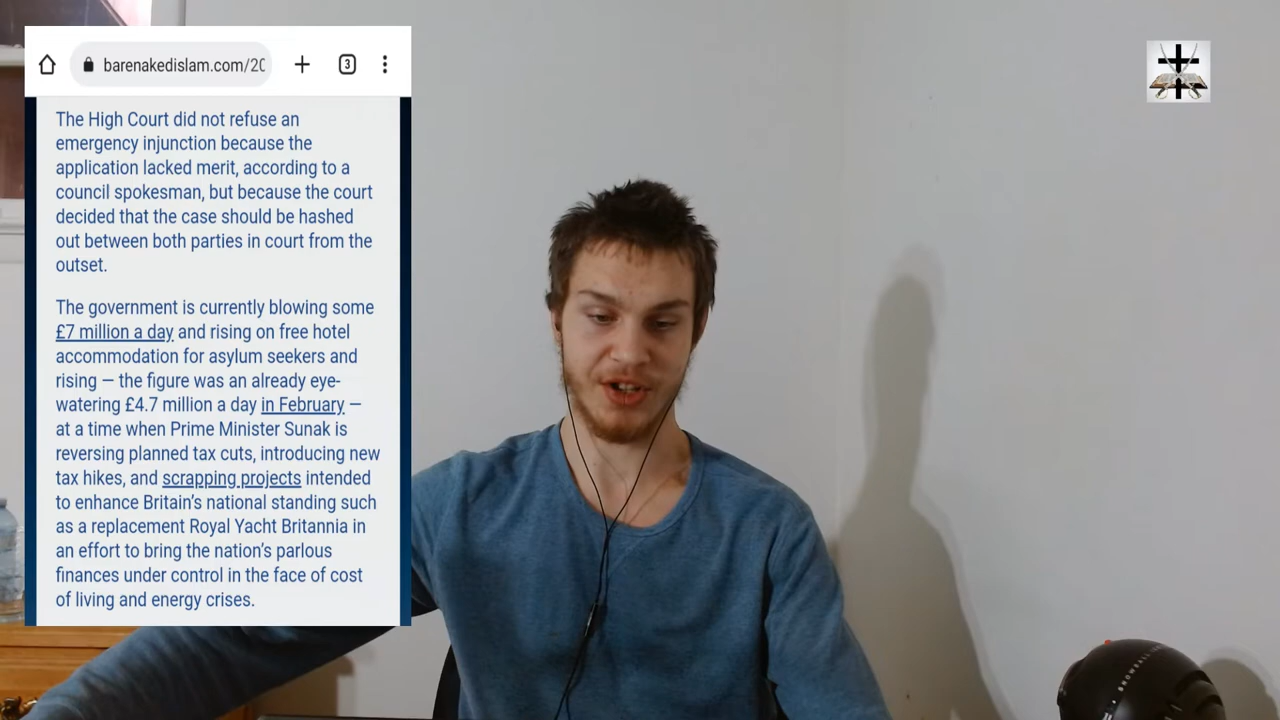 3
barenakedislam.com/20
The High Court did not refuse an
emergency injunction because the
application lacked merit, according to a
council spokesman, but because the court
decided that the case should be hashed
out between both parties in court from the
outset.
The government is currently blowing some
£7 million a day and rising on free hotel
accommodation for asylum seekers and
rising — the figure was an already eye-
watering £4.7 million a day in February —
at a time when Prime Minister Sunak is
reversing planned tax cuts, introducing new
tax hikes, and scrapping projects intended
to enhance Britain's national standing such
as a replacement Royal Yacht Britannia in
an effort to bring the nation's parlous
finances under control in the face of cost
of living and energy crises.